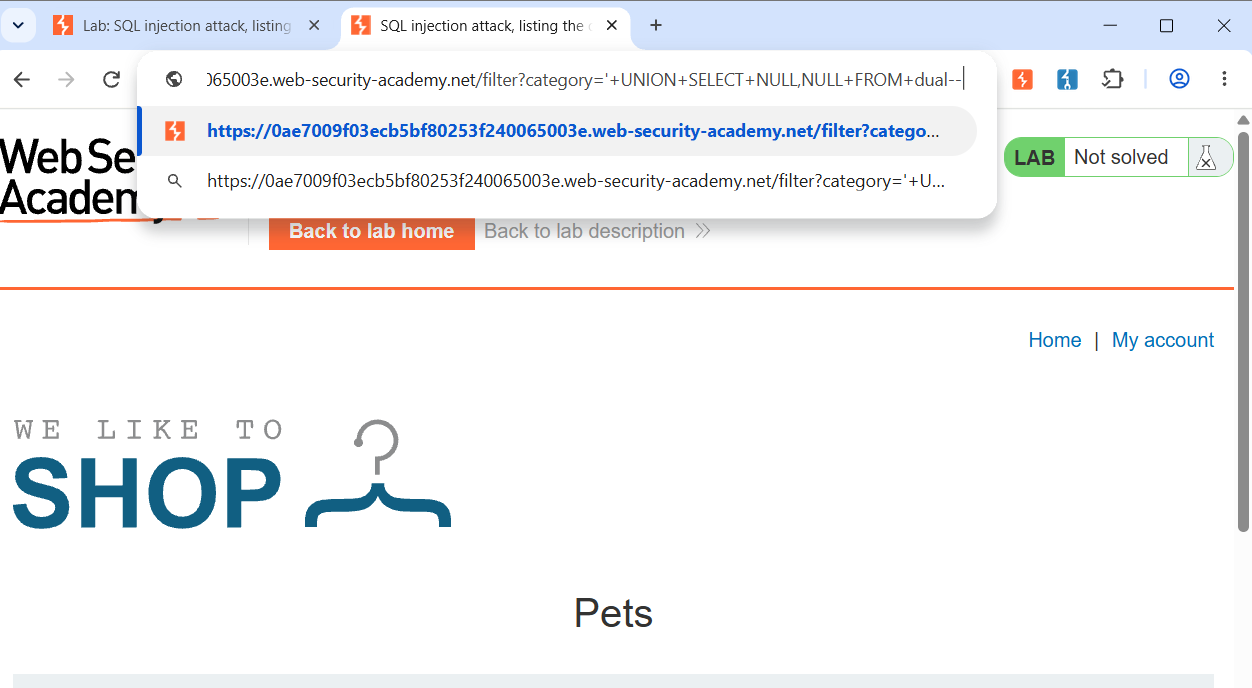 Lab: SQL injection attack, listing
SQL injection attack, listing the
065003e.web-security-academy.net/filter?category='+UNION+SELECT+NULL,NULL+FROM+dual--
https://0ae7009f03ecb5bf80253f240065003e.web-security-academy.net/filter?catego...
https://0ae7009f03ecb5bf80253f240065003e.web-security-academy.net/filter?category='+U...
Web Se
Academ
LAB Not solved
Back to lab home Back to lab description
Home | My account
WE LIKE TO
SHOP
Pets